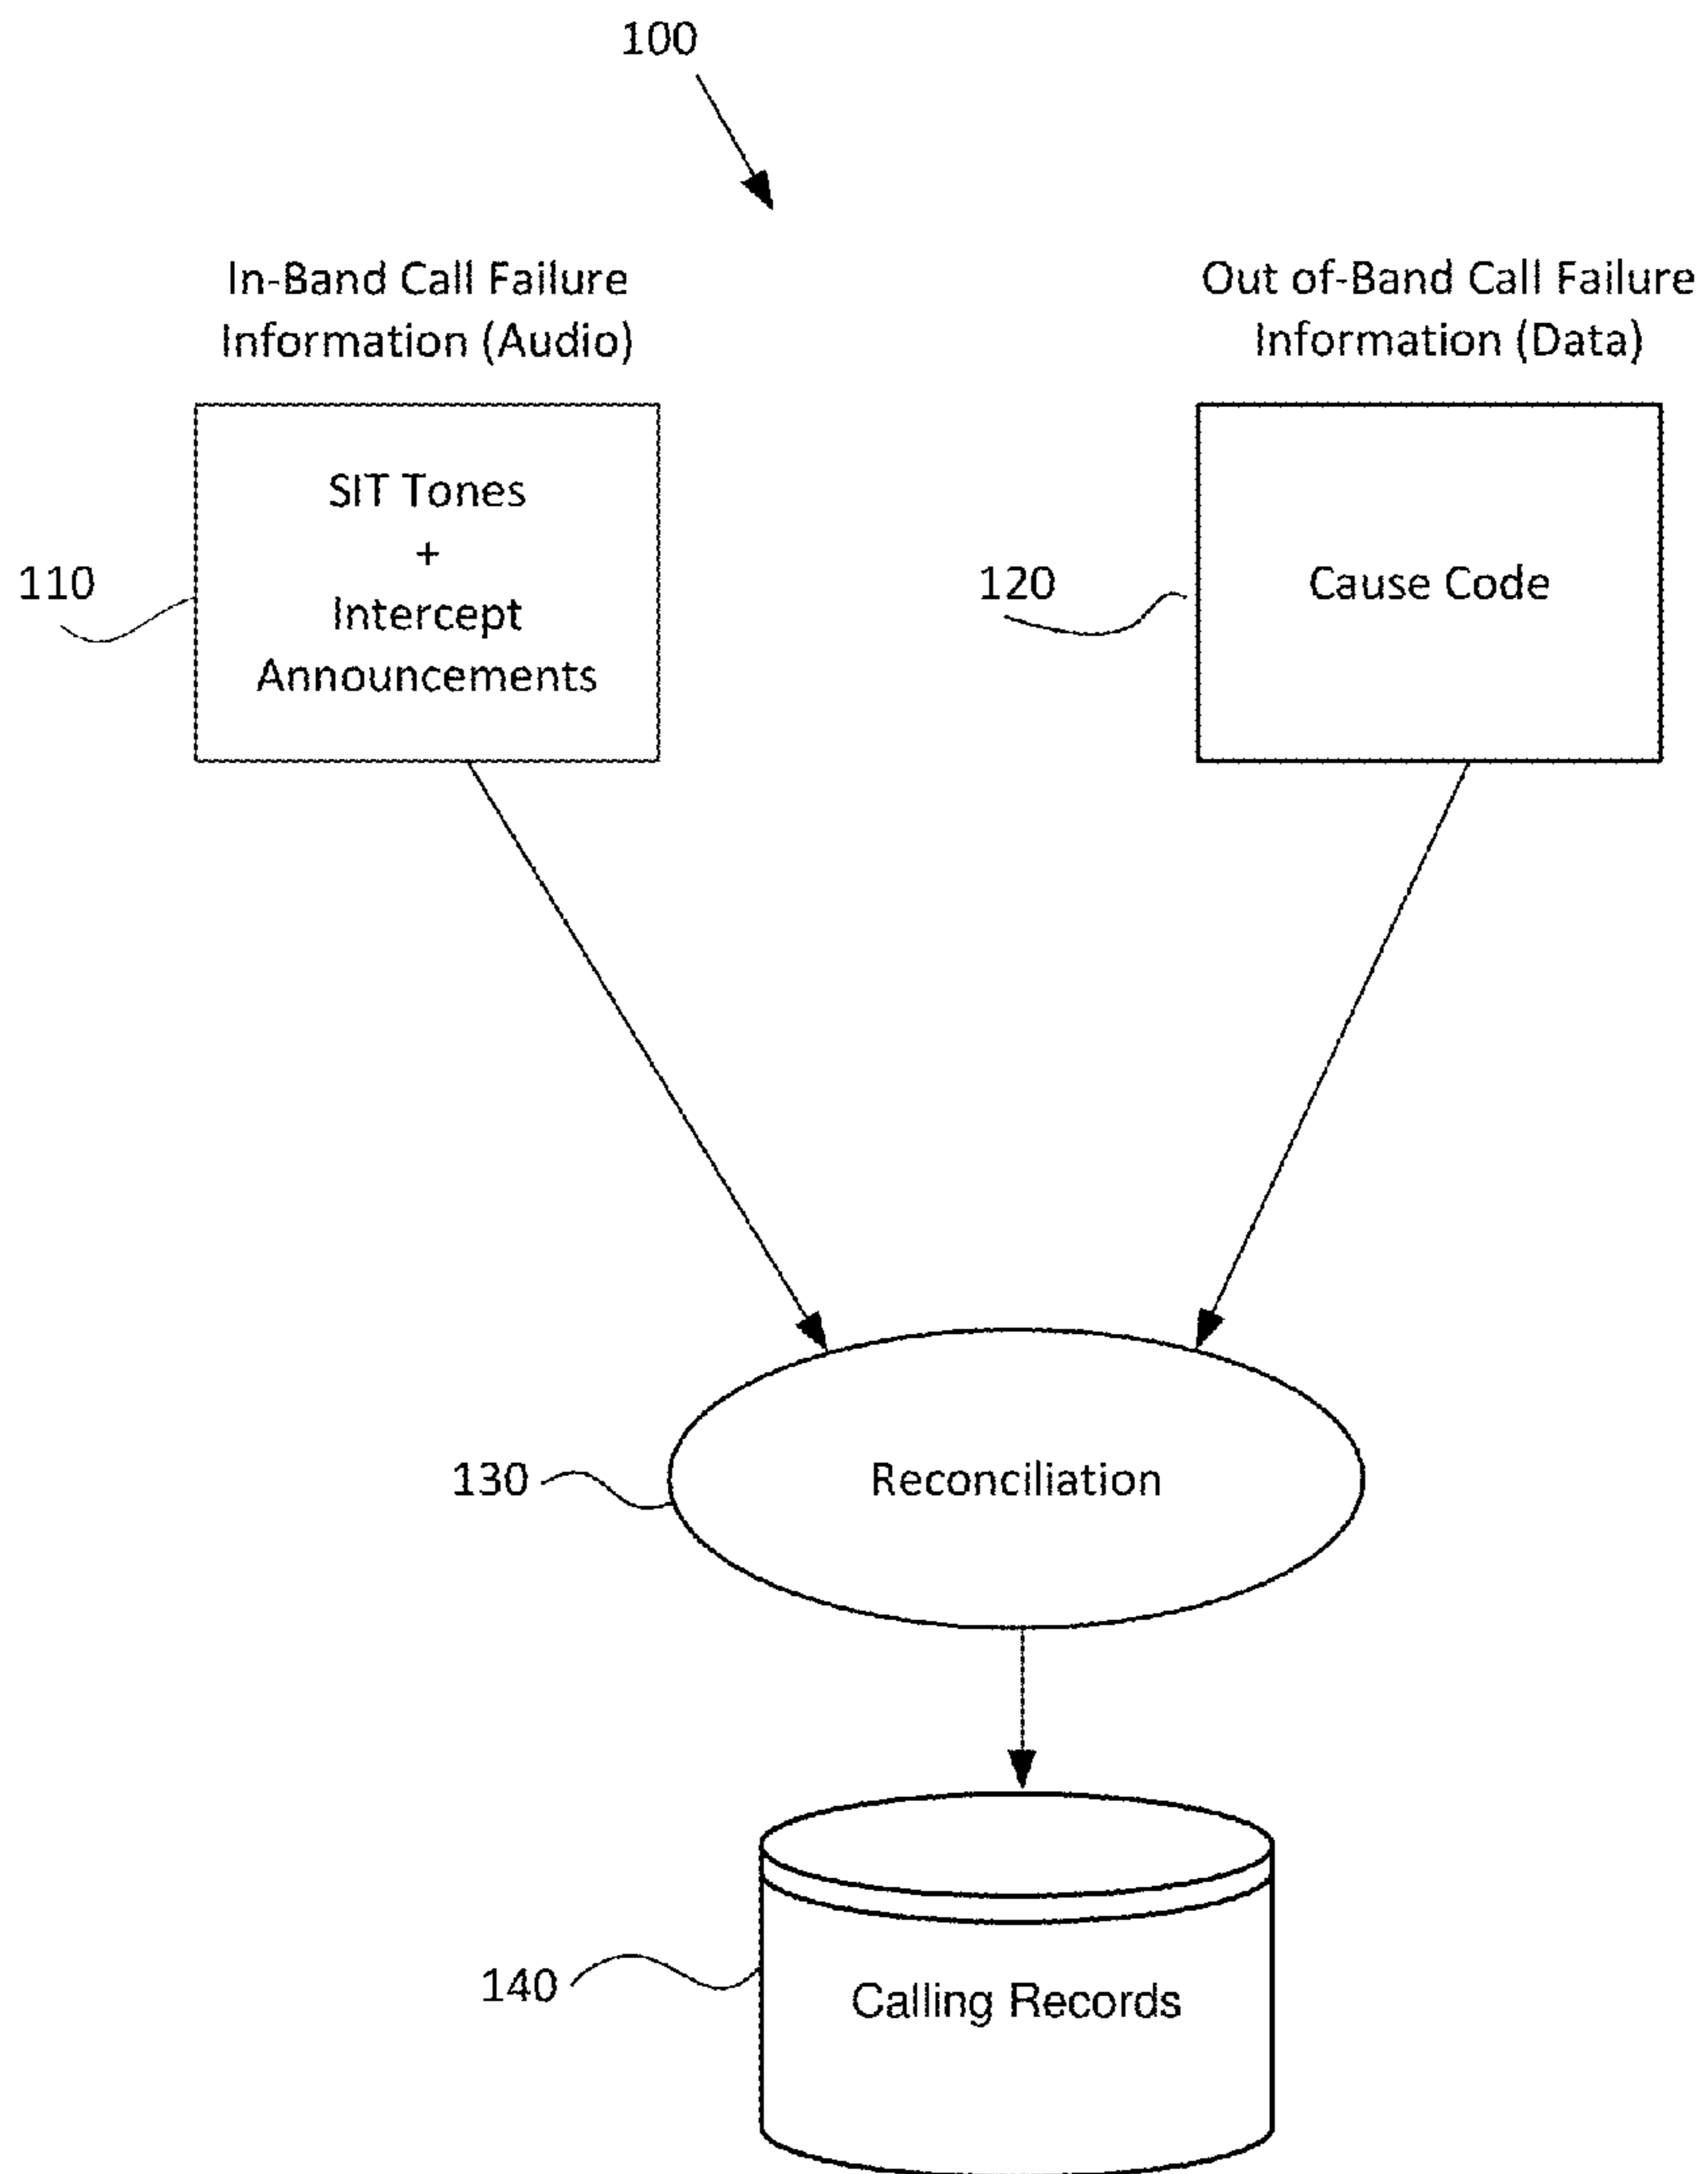 100
In-Band Call Failure
Information (Audio)
Out of-Band Call Failure
Information (Data)
SIT Tones
+
Intercept
Announcements
110
120
Cause Code
130
Reconciliation
140
Calling Records